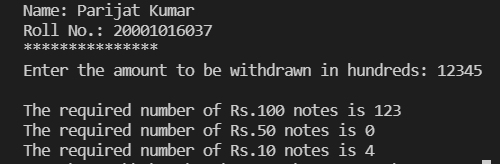 Name: Parijat Kumar
Roll No.: 20001016037
***************
Enter the amount to be withdrawn in hundreds: 12345
The required number of Rs.100 notes is 123
The required number of Rs.50 notes is 0
The required number of Rs.10 notes is 4